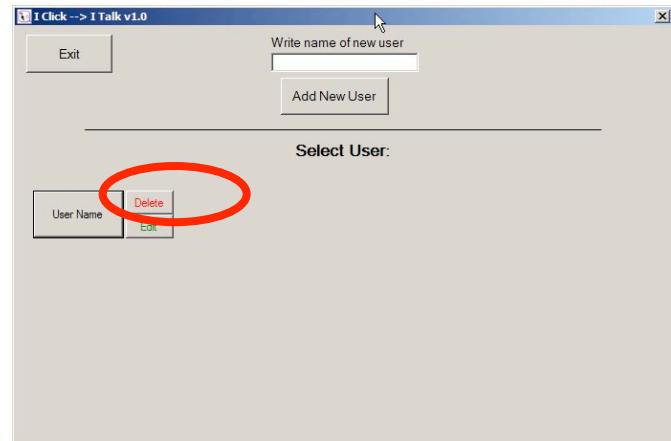 I Click --> I Talk v1.0
Exit
Write name of new user
Add New User
Select User:
User Name
Delete
Edit